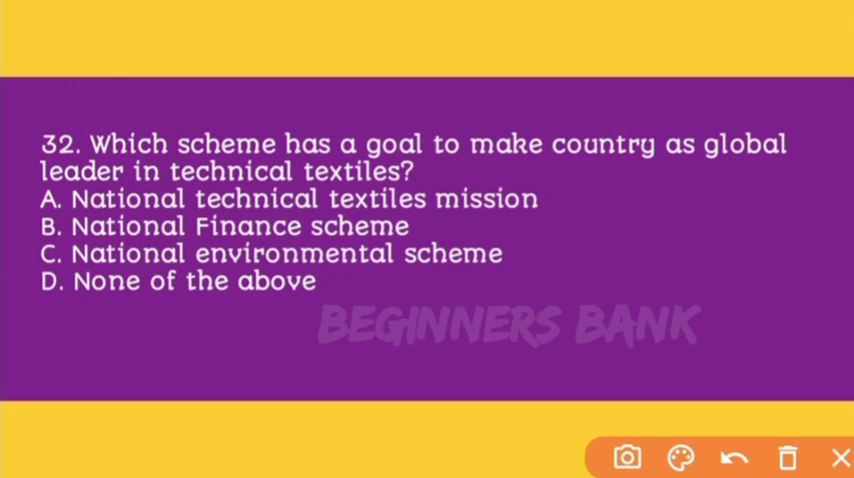 32. Which scheme has a goal to make country as global
leader in technical textiles?
A. National technical textiles mission
B. National Finance scheme
C. National environmental scheme
D. None of the above
BEGINNERS BANK